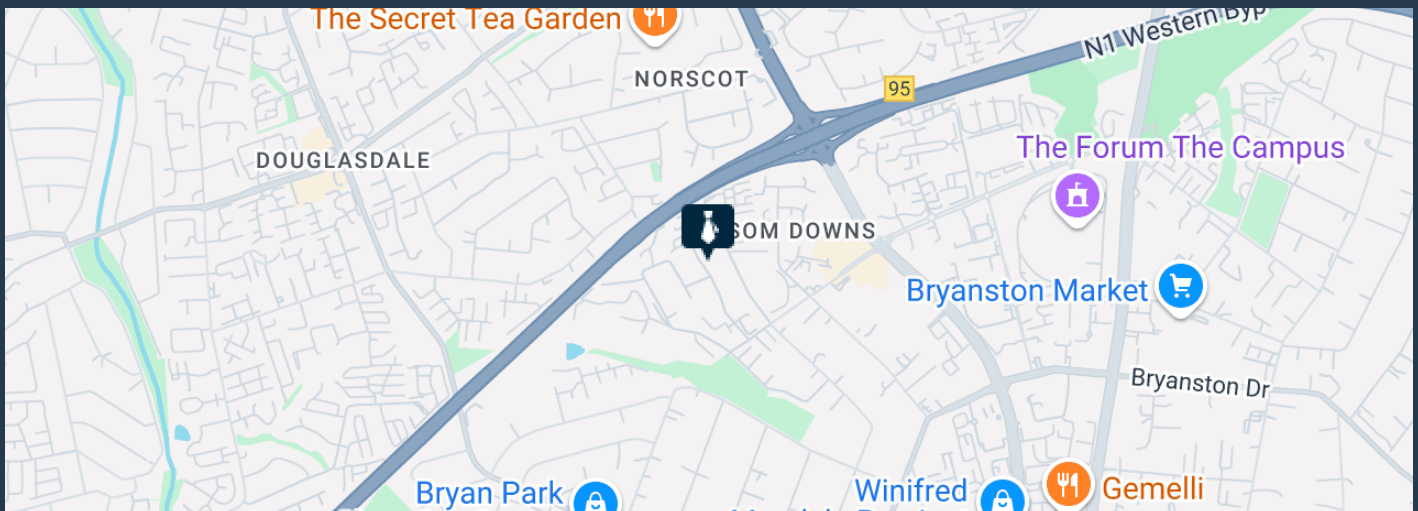 The Secret Tea Garden
N1 Western Byp
NORSCOT
95
The Forum The Campus
DOUGLASDALE
SOM DOWNS
Bryanston Market
Bryanston Dr
Bryan Park
Winifred
Gemelli